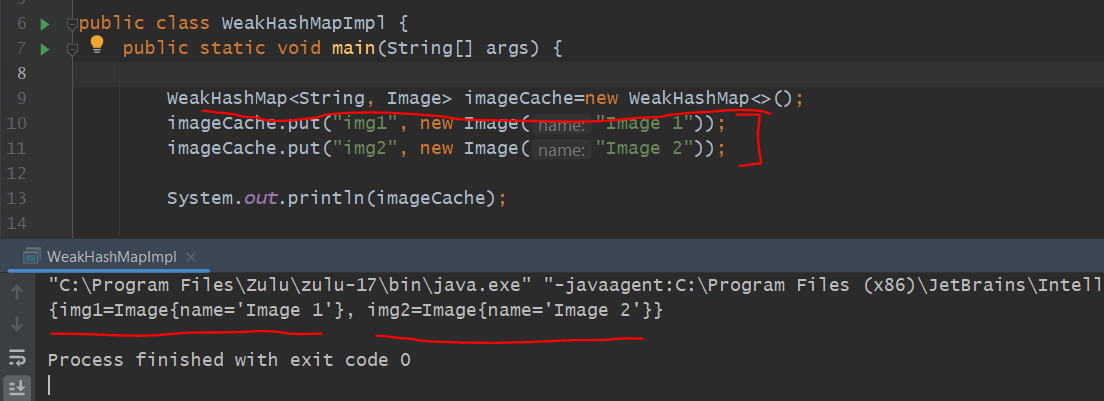 6 public class WeakHashMapImpl {
7 public static void main(String[] args) {
8
9 WeakHashMap<String, Image> imageCache=new WeakHashMap<>();
10 imageCache.put("img1", new Image( name: "Image 1"));
11 imageCache.put("img2", new Image( name: "Image 2"));
12
13 System.out.println(imageCache);
14
WeakHashMapImpl ×
"C:\Program Files\Zulu\zulu-17\bin\java.exe" "-javaagent:C:\Program Files (x86)\JetBrains\Intell
{img1=Image{name='Image 1'}, img2=Image{name='Image 2'}}
Process finished with exit code 0